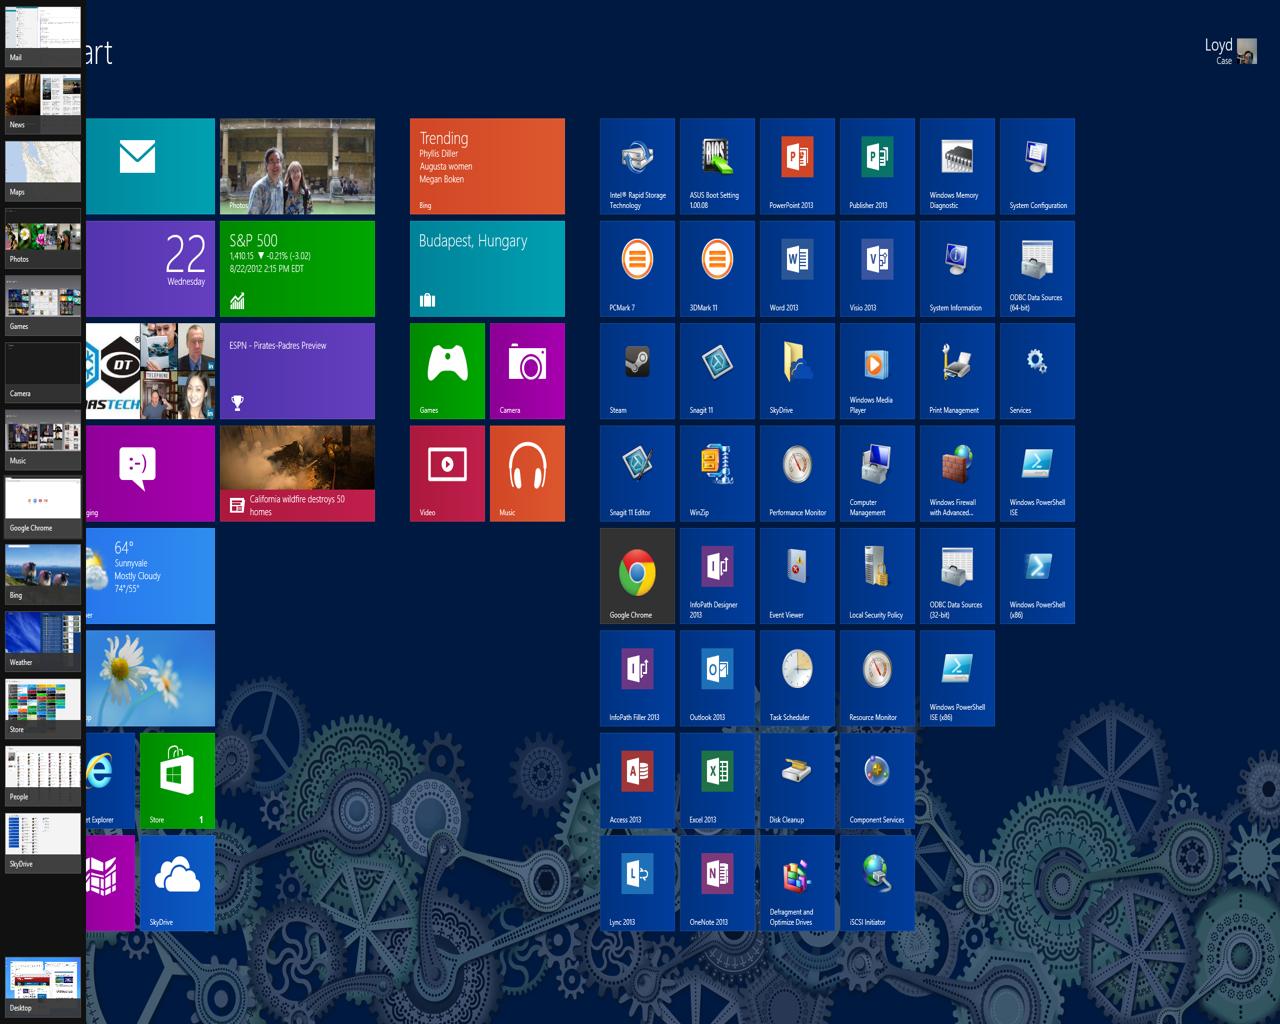 Mail
News
Maps
Photos
Games
Camera
Music
Google Chrome
Bing
Weather
Store
People
SkyDrive
Desktop
art
Loyd
Case
22
Wednesday
DT
®
ASTECH
TELEPHONE
ging
64°
Sunnyvale
Mostly Cloudy
74°/55°
er
op
et Explorer
Store
1
SkyDrive
Photos
S&P 500
1,410.15 ▼ -0.21% (-3.02)
8/22/2012 2:15 PM EDT
ESPN - Pirates-Padres Preview
California wildfire destroys 50
homes
Trending
Phyllis Diller
Augusta women
Megan Boken
Bing
Budapest, Hungary
Games
Camera
Video
Music
Intel® Rapid Storage
Technology
BIOS
ASUS Boot Setting
1.00.08
PowerPoint 2013
Publisher 2013
Windows Memory
Diagnostic
System Configuration
PCMark 7
3DMark 11
Word 2013
Visio 2013
System Information
ODBC Data Sources
(64-bit)
Steam
Snagit 11
SkyDrive
Windows Media
Player
Print Management
Services
Snagit 11 Editor
WinZip
Performance Monitor
Computer
Management
Windows Firewall
with Advanced...
Windows PowerShell
ISE
Google Chrome
InfoPath Designer
2013
Event Viewer
Local Security Policy
ODBC Data Sources
(32-bit)
Windows PowerShell
(x86)
InfoPath Filler 2013
Outlook 2013
Task Scheduler
Resource Monitor
Windows PowerShell
ISE (x86)
Access 2013
Excel 2013
Disk Cleanup
Component Services
Lync 2013
OneNote 2013
Defragment and
Optimize Drives
iSCSI Initiator